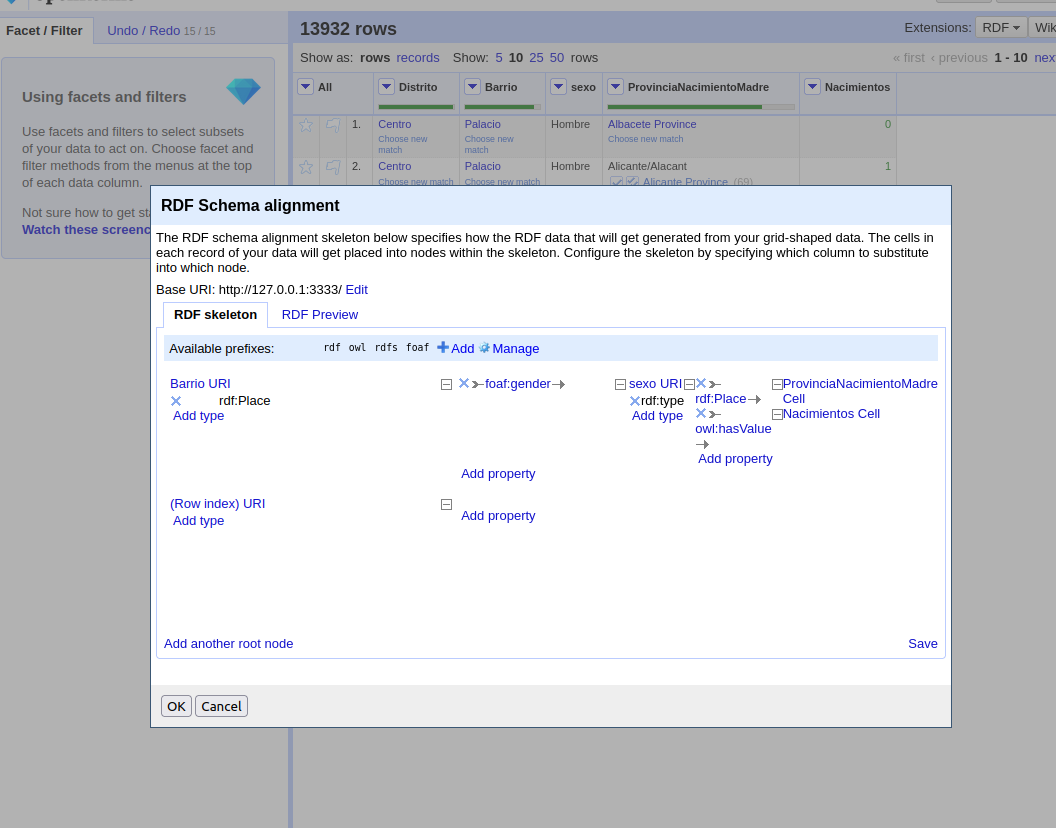 Facet / Filter
Undo / Redo 15 / 15
13932 rows
Extensions: RDF Wik
Show as: rows records Show: 5 10 25 50 rows
« first ‹ previous 1 - 10 nex
All Distrito Barrio sexo ProvinciaNacimientoMadre Nacimientos
1. Centro Palacio Hombre Albacete Province 0
Choose new match Choose new match Choose new match
2. Centro Palacio Hombre Alicante/Alacant 1
Choose new match Choose new match Alicante Province (69)
Using facets and filters
Use facets and filters to select subsets
of your data to act on. Choose facet and
filter methods from the menus at the top
of each data column.
Not sure how to get st
Watch these screenc
RDF Schema alignment
The RDF schema alignment skeleton below specifies how the RDF data that will get generated from your grid-shaped data. The cells in
each record of your data will get placed into nodes within the skeleton. Configure the skeleton by specifying which column to substitute
into which node.
Base URI: http://127.0.0.1:3333/ Edit
RDF skeleton RDF Preview
Available prefixes: rdf owl rdfs foaf Add Manage
Barrio URI
rdf:Place
Add type
foaf:gender
sexo URI
rdf:type
Add type
rdf:Place
ProvinciaNacimientoMadre
Cell
owl:hasValue
Nacimientos Cell
Add property
Add property
(Row index) URI
Add type
Add property
Add another root node
Save
OK Cancel